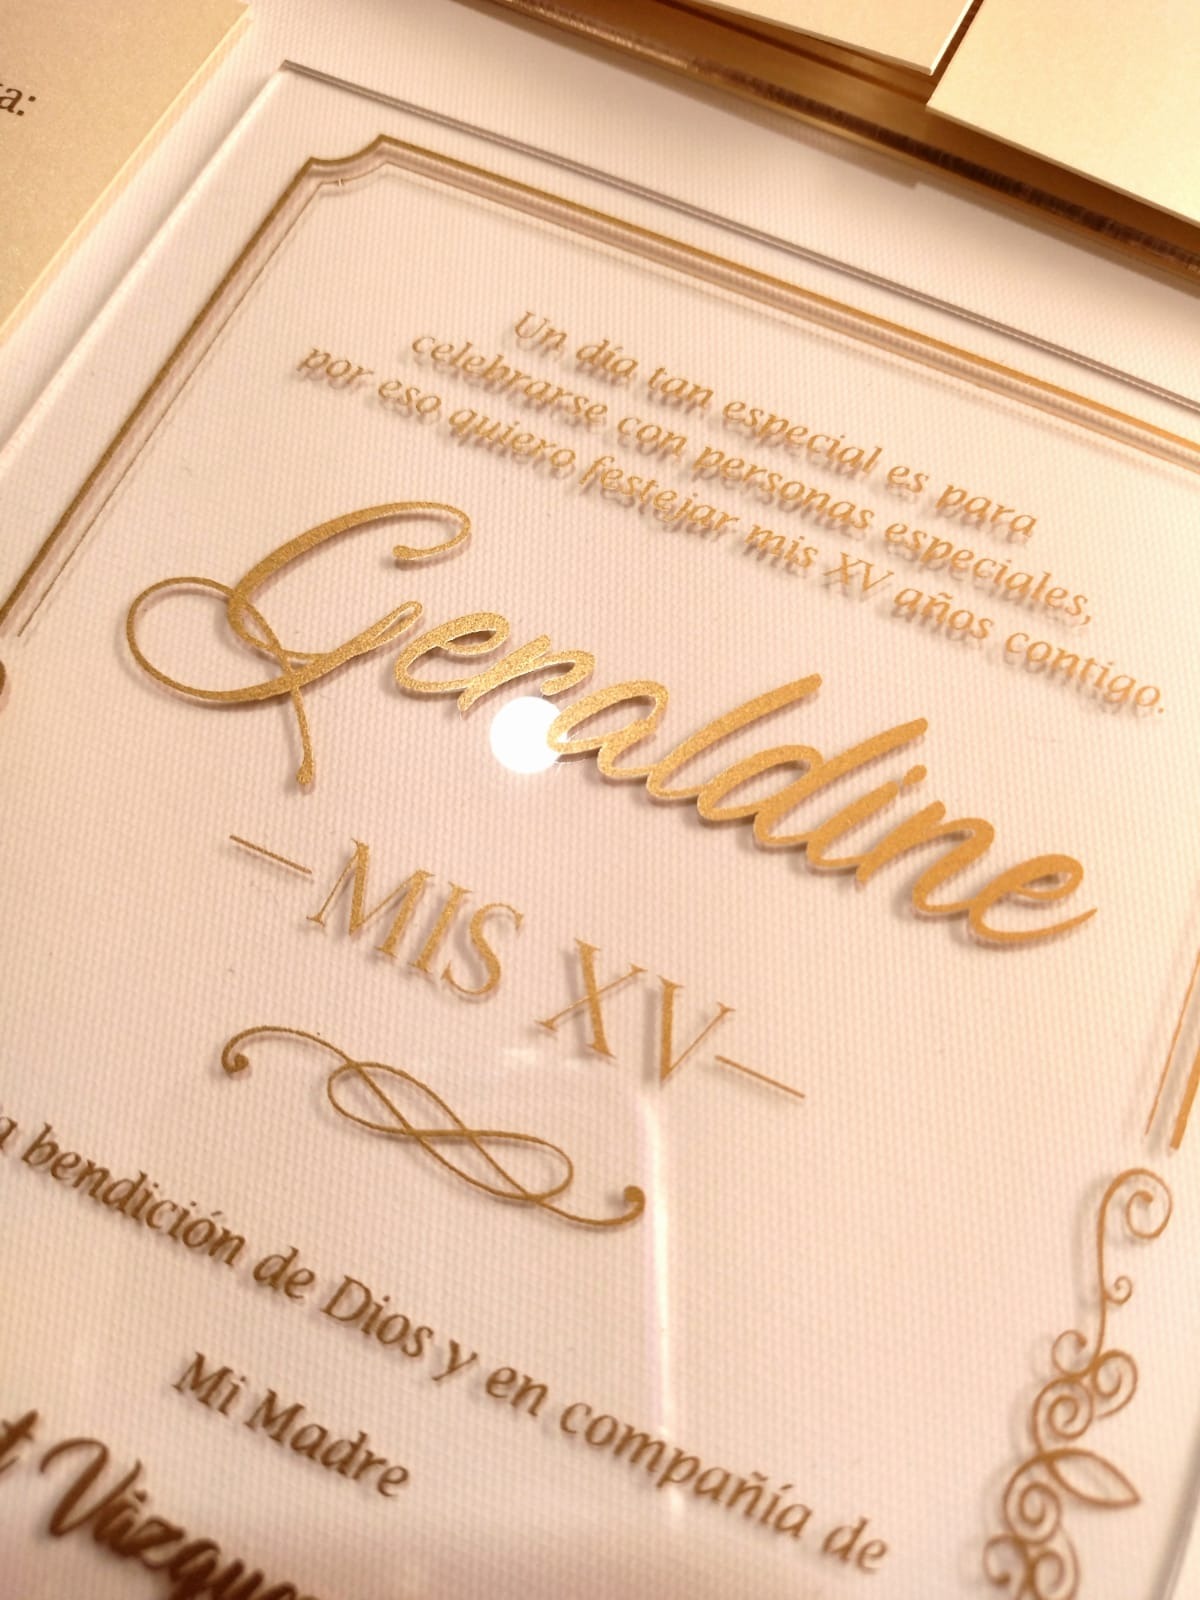 Un día tan especial es para
celebrarse con personas especiales,
por eso quiero festejar mis XV años contigo.
Geraldine
—MIS XV—
bendición de Dios y en compañía de
Mi Madre